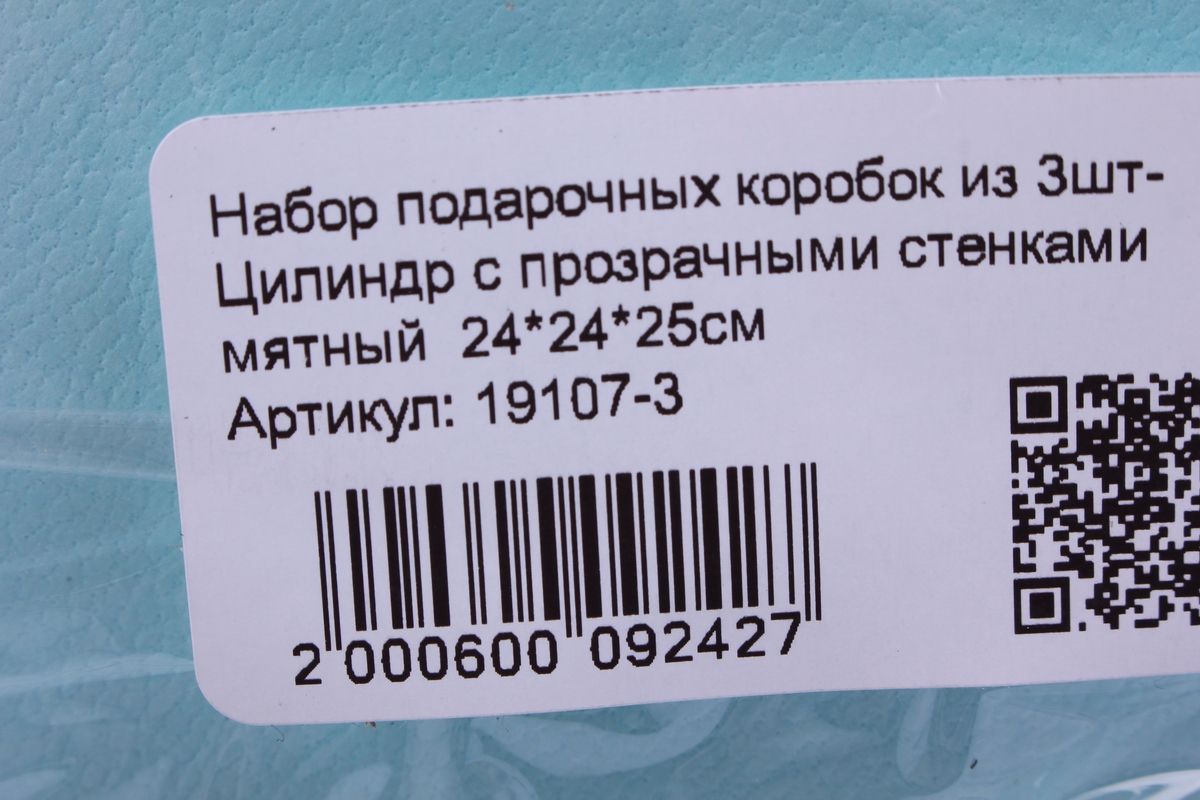 Набор подарочных коробок из 3шт-
Цилиндр с прозрачными стенками
мятный 24*24*25см
Артикул: 19107-3
2 000600 092427